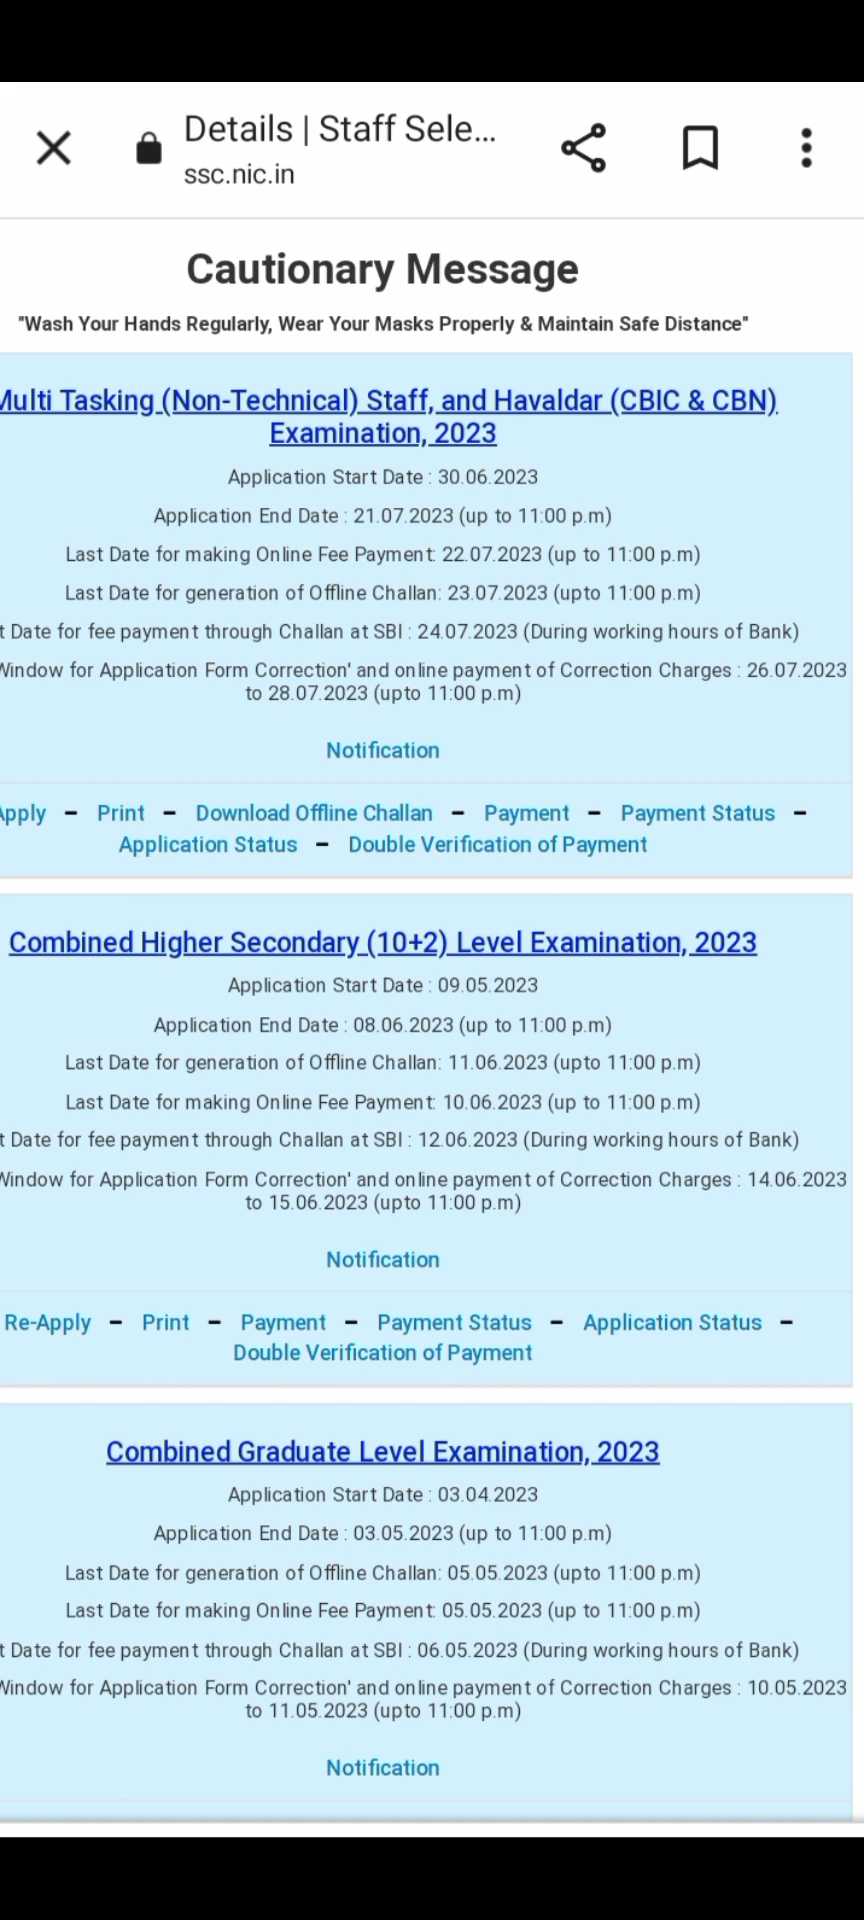 Details | Staff Sele...
ssc.nic.in
Cautionary Message
"Wash Your Hands Regularly, Wear Your Masks Properly & Maintain Safe Distance"
Multi Tasking (Non-Technical) Staff, and Havaldar (CBIC & CBN)
Examination, 2023
Application Start Date : 30.06.2023
Application End Date : 21.07.2023 (up to 11:00 p.m)
Last Date for making Online Fee Payment: 22.07.2023 (up to 11:00 p.m)
Last Date for generation of Offline Challan: 23.07.2023 (upto 11:00 p.m)
t Date for fee payment through Challan at SBI : 24.07.2023 (During working hours of Bank)
Window for Application Form Correction' and online payment of Correction Charges : 26.07.2023
to 28.07.2023 (upto 11:00 p.m)
Notification
Apply – Print – Download Offline Challan – Payment – Payment Status –
Application Status – Double Verification of Payment
Combined Higher Secondary (10+2) Level Examination, 2023
Application Start Date : 09.05.2023
Application End Date : 08.06.2023 (up to 11:00 p.m)
Last Date for generation of Offline Challan: 11.06.2023 (upto 11:00 p.m)
Last Date for making Online Fee Payment: 10.06.2023 (up to 11:00 p.m)
t Date for fee payment through Challan at SBI : 12.06.2023 (During working hours of Bank)
Window for Application Form Correction' and online payment of Correction Charges : 14.06.2023
to 15.06.2023 (upto 11:00 p.m)
Notification
Re-Apply – Print – Payment – Payment Status – Application Status –
Double Verification of Payment
Combined Graduate Level Examination, 2023
Application Start Date : 03.04.2023
Application End Date : 03.05.2023 (up to 11:00 p.m)
Last Date for generation of Offline Challan: 05.05.2023 (upto 11:00 p.m)
Last Date for making Online Fee Payment: 05.05.2023 (up to 11:00 p.m)
t Date for fee payment through Challan at SBI : 06.05.2023 (During working hours of Bank)
Window for Application Form Correction' and online payment of Correction Charges : 10.05.2023
to 11.05.2023 (upto 11:00 p.m)
Notification